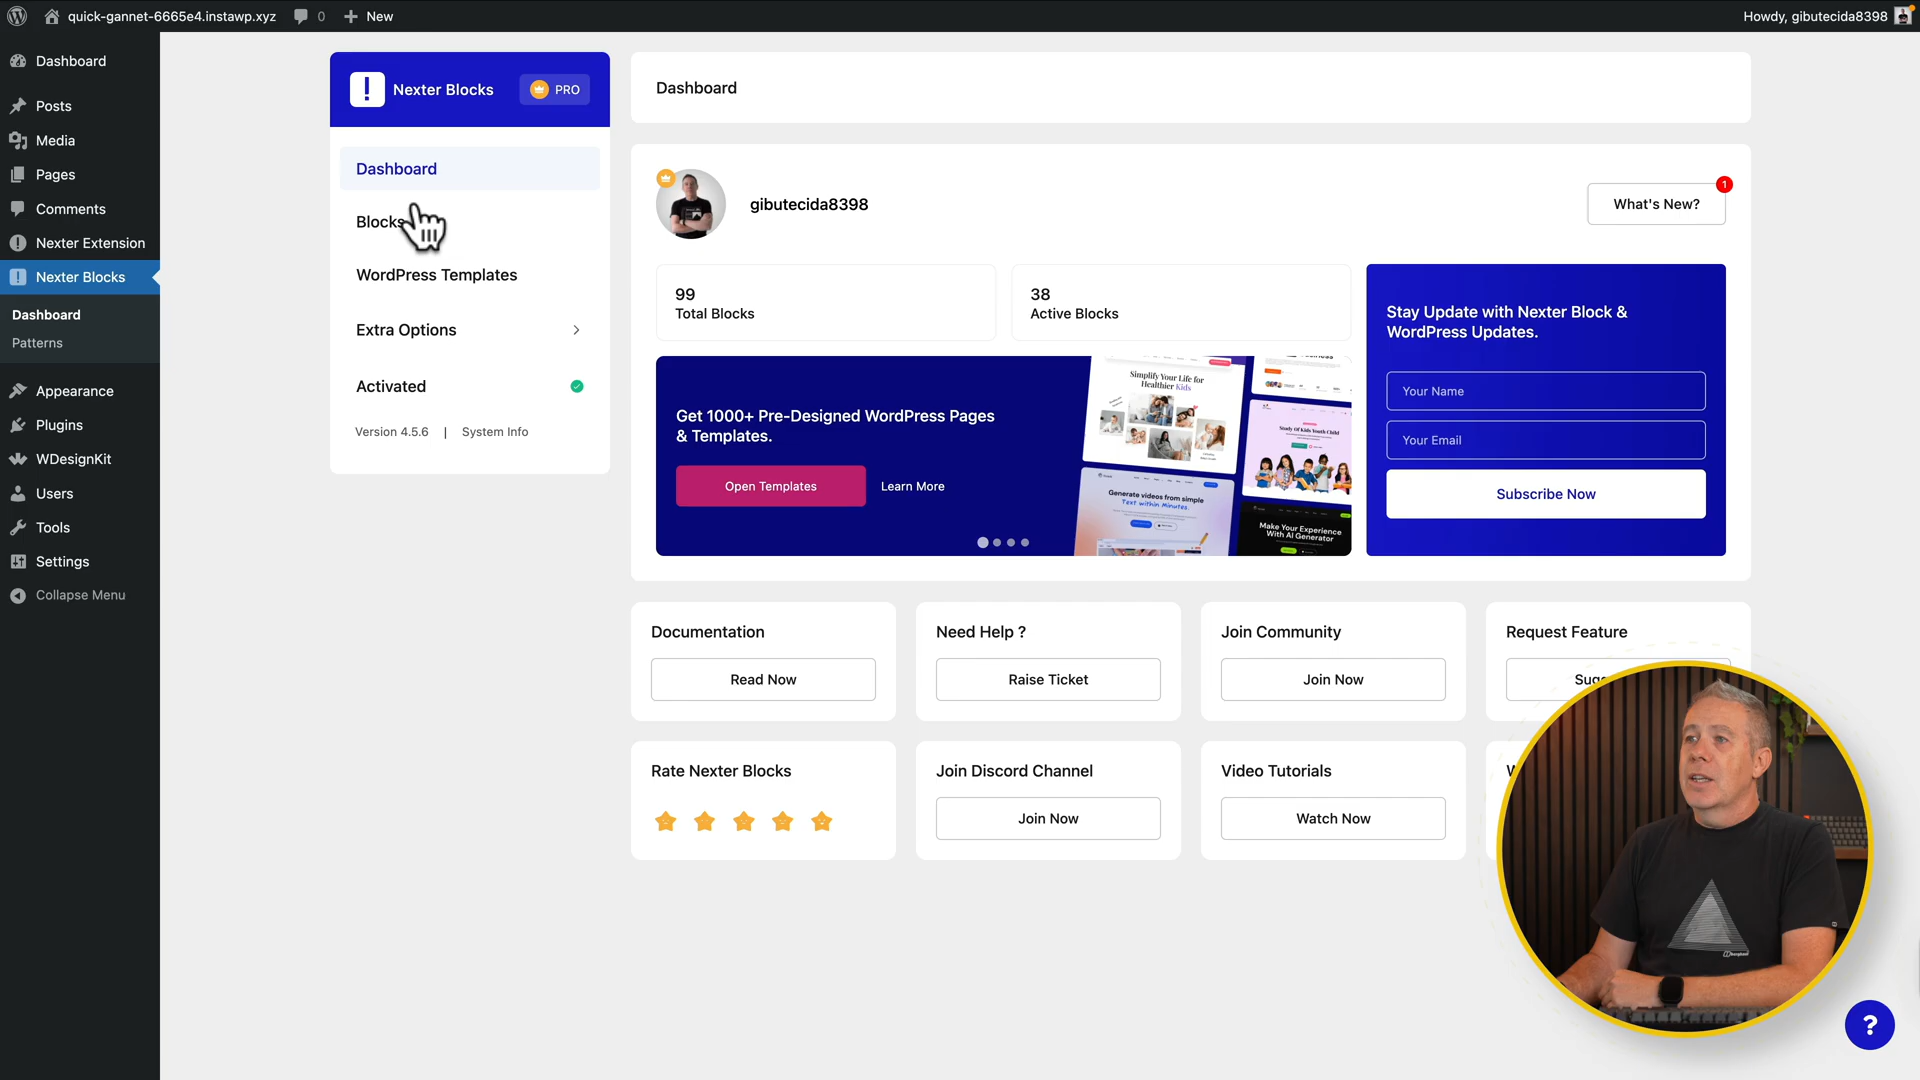 quick-gannet-6665e4.instawp.xyz
0
New
Howdy, gibutecida8398
Dashboard
Posts
Media
Pages
Comments
Nexter Extension
Nexter Blocks
Dashboard
Patterns
Appearance
Plugins
WDesignKit
Users
Tools
Settings
Collapse Menu
Nexter Blocks
PRO
Dashboard
Blocks
WordPress Templates
Extra Options
Activated
Version 4.5.6 | System Info
Dashboard
gibutecida8398
What's New?
1
99
Total Blocks
38
Active Blocks
Get 1000+ Pre-Designed WordPress Pages
& Templates.
Open Templates
Learn More
Simplify Your Life for
Healthier Kids
Study Of Kids Youth Child
Generate videos from simple
Text within Minutes.
Make Your Experience
With AI Generator
Stay Update with Nexter Block &
WordPress Updates.
Your Name
Your Email
Subscribe Now
Documentation
Read Now
Need Help ?
Raise Ticket
Join Community
Join Now
Request Feature
Rate Nexter Blocks
Join Discord Channel
Join Now
Video Tutorials
Watch Now
?